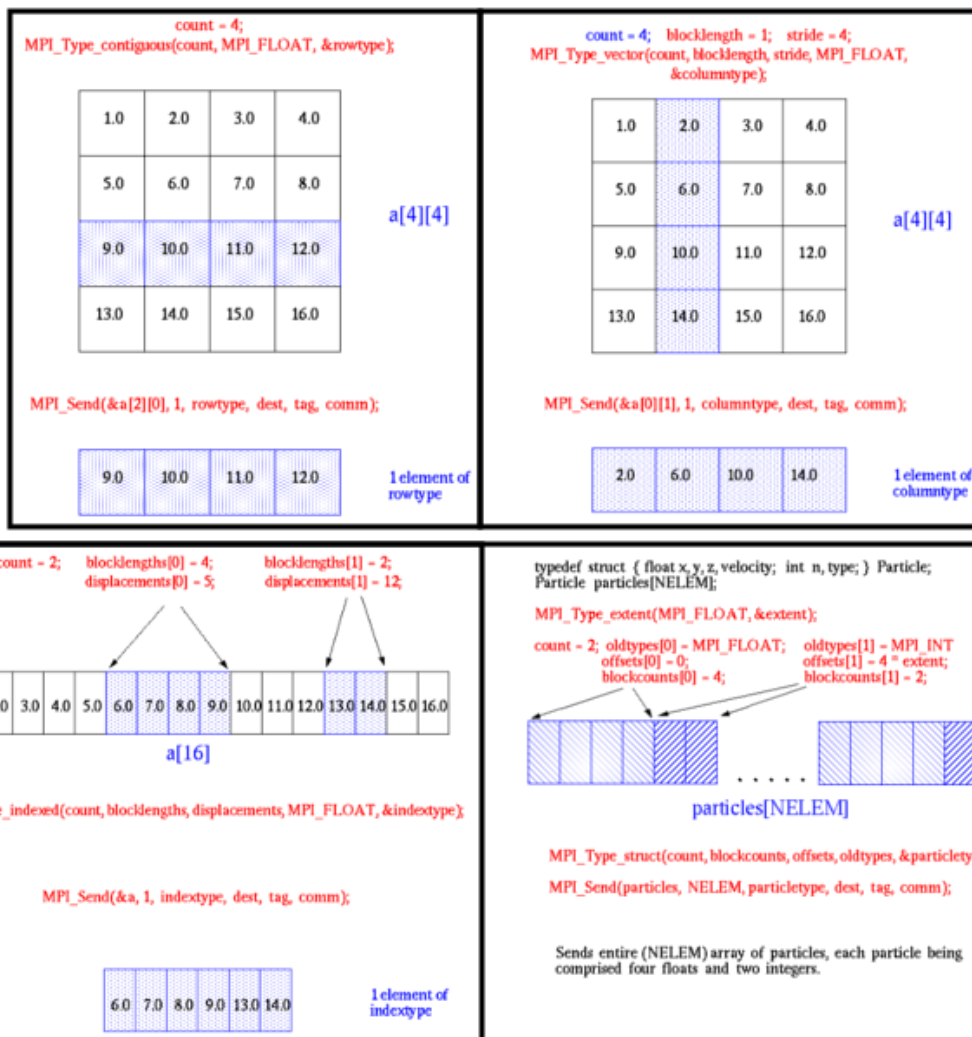 count = 4;
MPI_Type_contiguous(count, MPI_FLOAT, &rowtype);
1.0 2.0 3.0 4.0
5.0 6.0 7.0 8.0
9.0 10.0 11.0 12.0
13.0 14.0 15.0 16.0
a[4][4]
MPI_Send(&a[2][0], 1, rowtype, dest, tag, comm);
9.0 10.0 11.0 12.0
1 element of
rowtype
count = 4; blocklength = 1; stride = 4;
MPI_Type_vector(count, blocklength, stride, MPI_FLOAT,
&columntype);
1.0 2.0 3.0 4.0
5.0 6.0 7.0 8.0
9.0 10.0 11.0 12.0
13.0 14.0 15.0 16.0
a[4][4]
MPI_Send(&a[0][1], 1, columntype, dest, tag, comm);
2.0 6.0 10.0 14.0
1 element of
columntype
count = 2; blocklengths[0] = 4; blocklengths[1] = 2;
displacements[0] = 5; displacements[1] = 12;
0 3.0 4.0 5.0 6.0 7.0 8.0 9.0 10.0 11.0 12.0 13.0 14.0 15.0 16.0
a[16]
e_indexed(count, blocklengths, displacements, MPI_FLOAT, &indextype);
MPI_Send(&a, 1, indextype, dest, tag, comm);
6.0 7.0 8.0 9.0 13.0 14.0
1 element of
indextype
typedef struct { float x, y, z, velocity; int n, type; } Particle;
Particle particles[NELEM];
MPI_Type_extent(MPI_FLOAT, &extent);
count = 2; oldtypes[0] = MPI_FLOAT; oldtypes[1] = MPI_INT
offsets[0] = 0; offsets[1] = 4 * extent;
blockcounts[0] = 4; blockcounts[1] = 2;
. . . . .
particles[NELEM]
MPI_Type_struct(count, blockcounts, offsets, oldtypes, &particlety
MPI_Send(particles, NELEM, particletype, dest, tag, comm);
Sends entire (NELEM) array of particles, each particle being
comprised four floats and two integers.